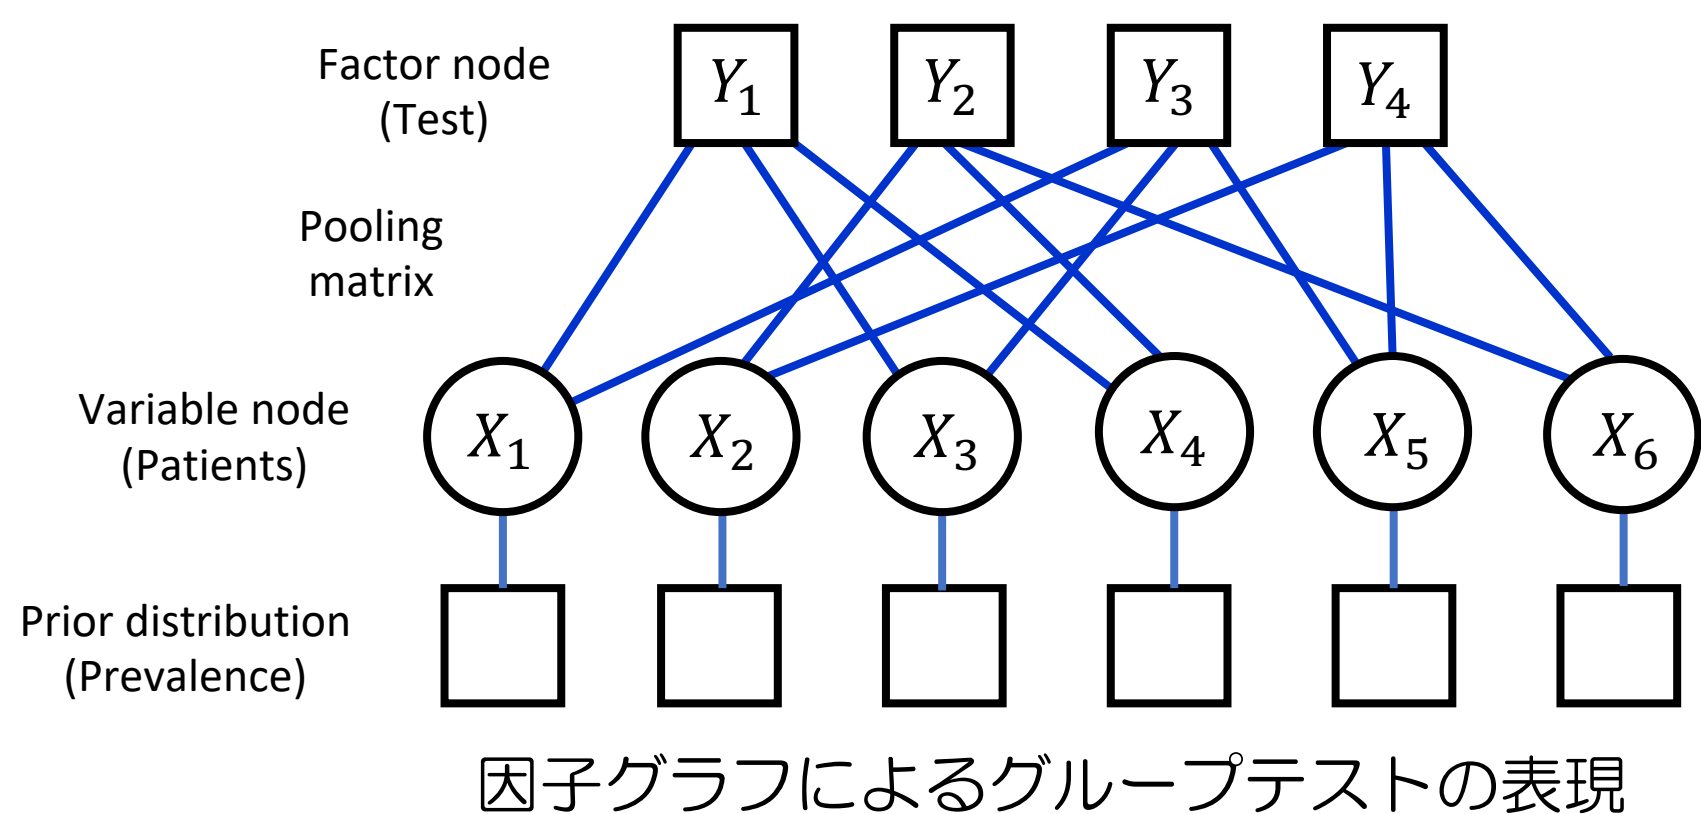 Factor node
(Test)
Y₁ Y₂ Y₃ Y₄
Pooling
matrix
Variable node
(Patients)
X₁ X₂ X₃ X₄ X₅ X₆
Prior distribution
(Prevalence)
因子グラフによるグループテストの表現